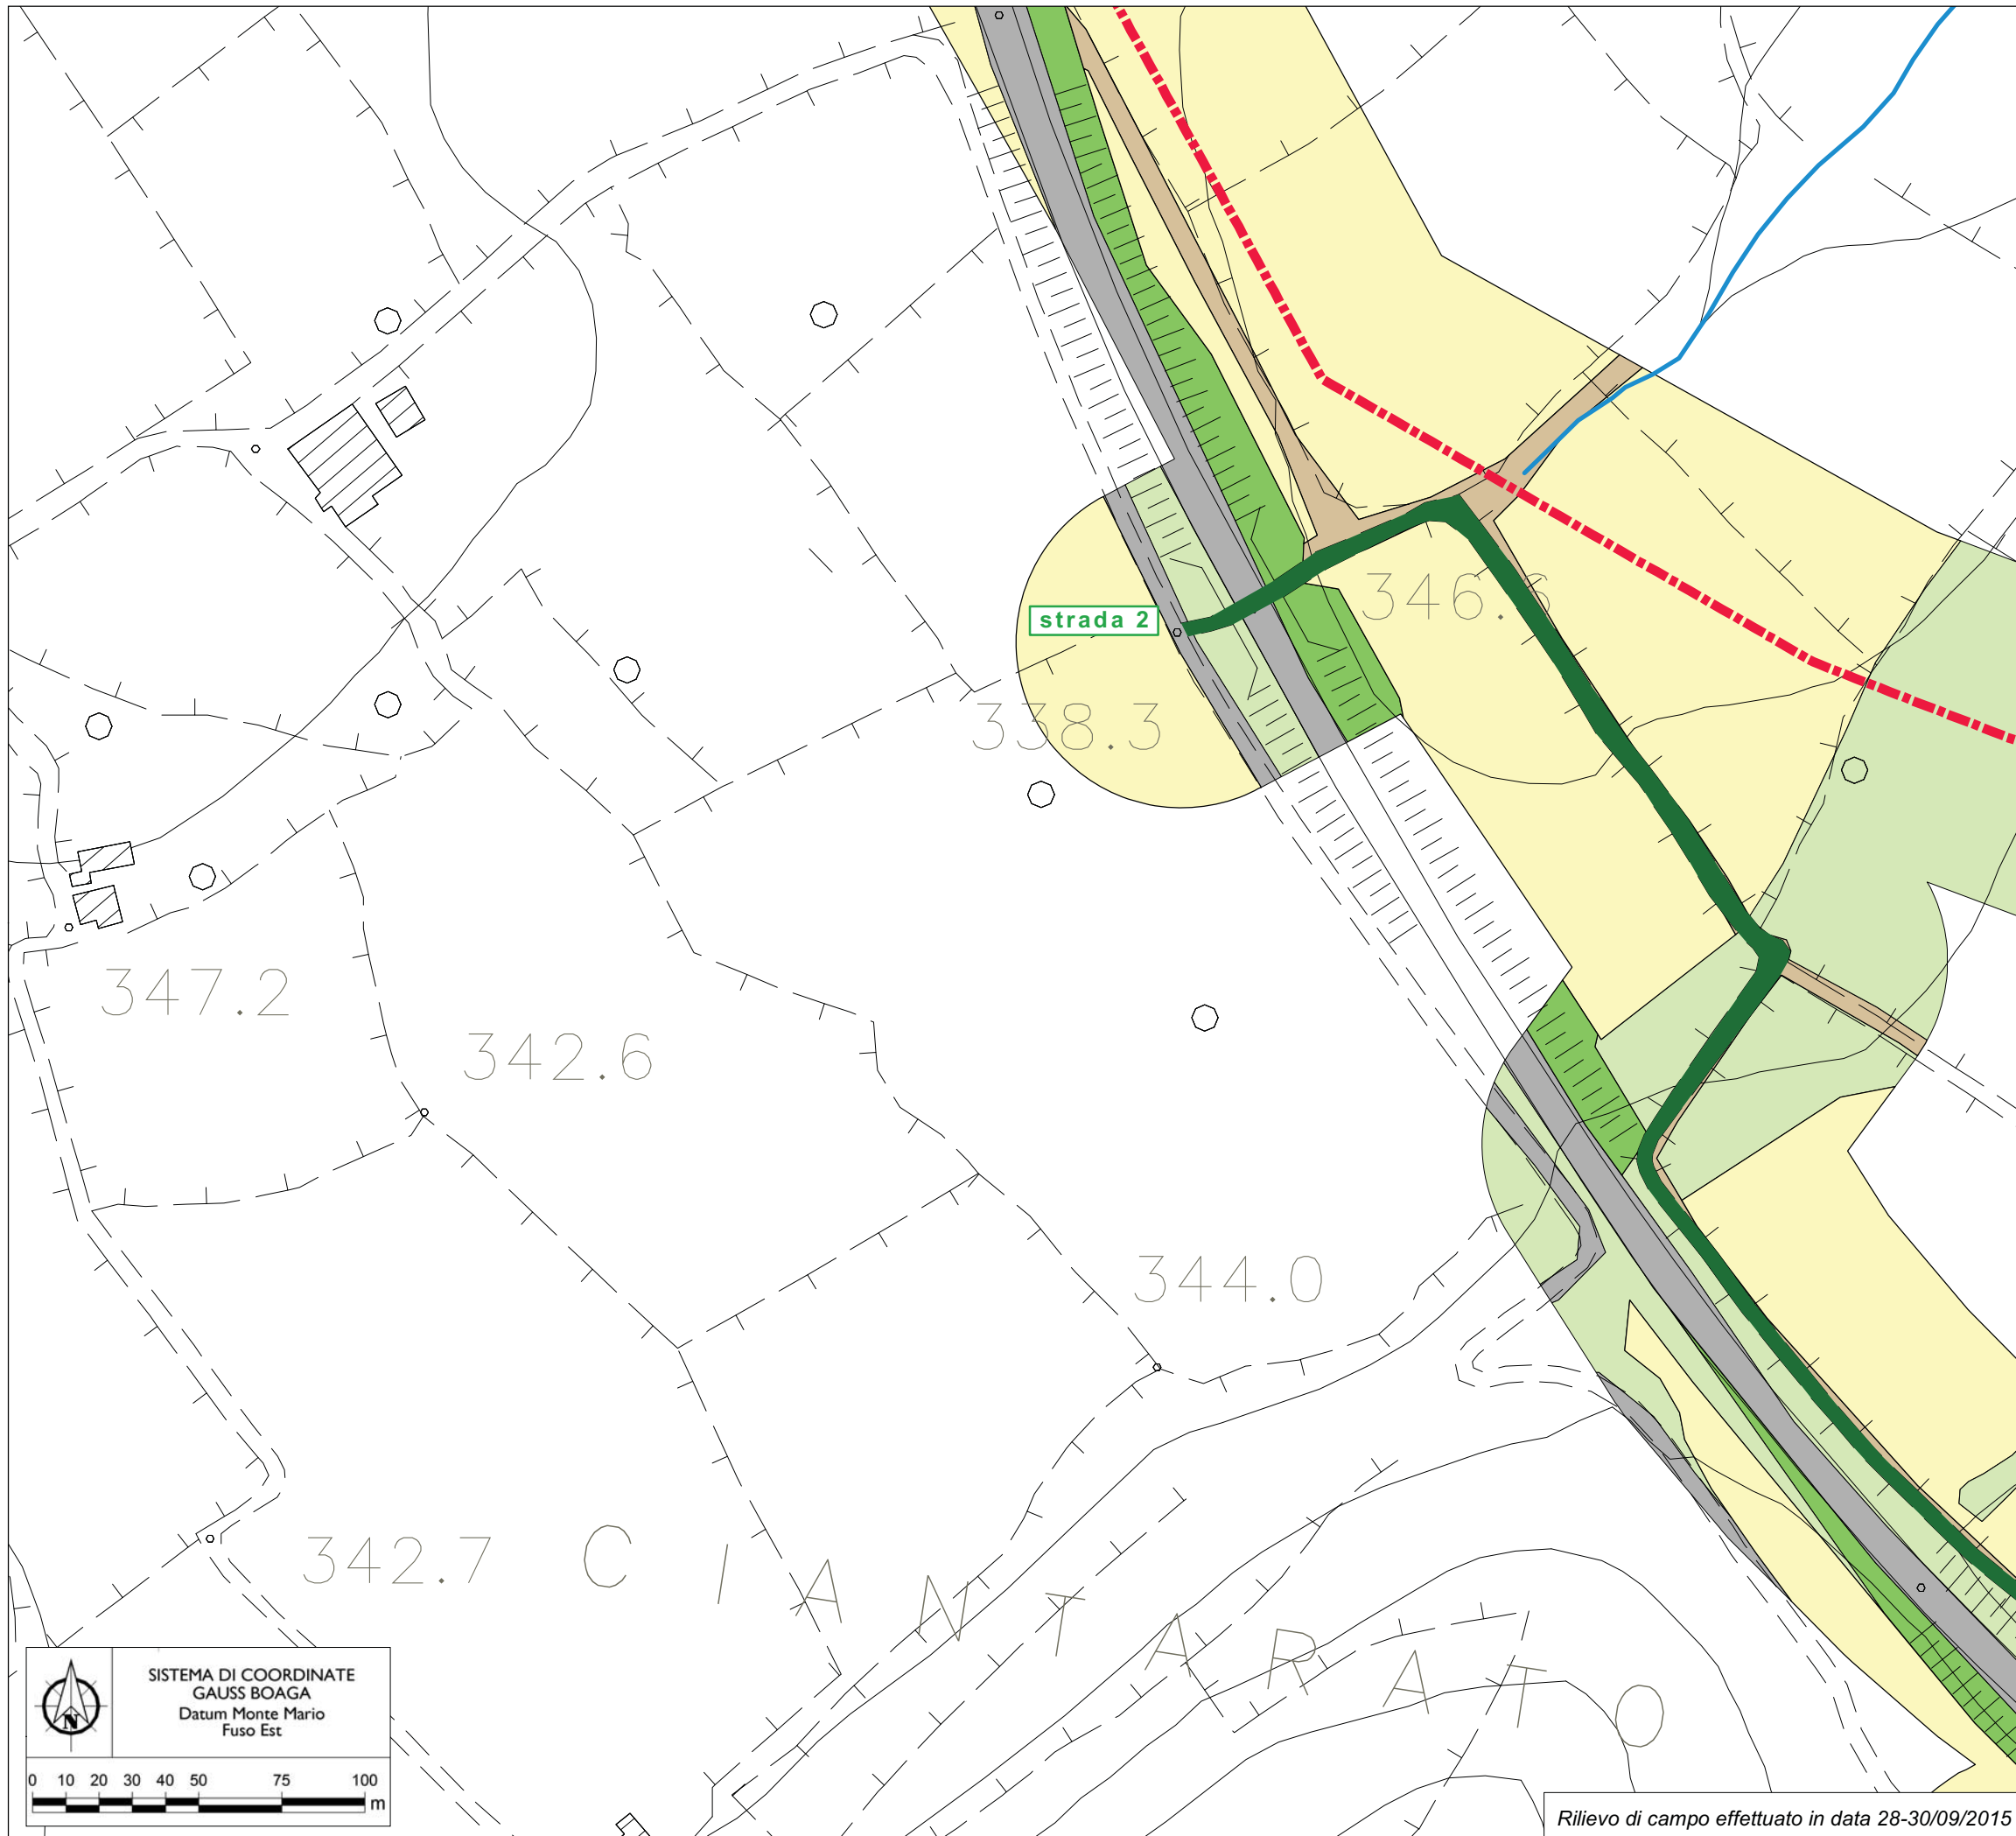 346.6
strada 2
338.3
347.2
342.6
344.0
342.7
CIANTARATO
SISTEMA DI COORDINATE
GAUSS BOAGA
Datum Monte Mario
Fuso Est
N
0 10 20 30 40 50 75 100
m
Rilievo di campo effettuato in data 28-30/09/2015